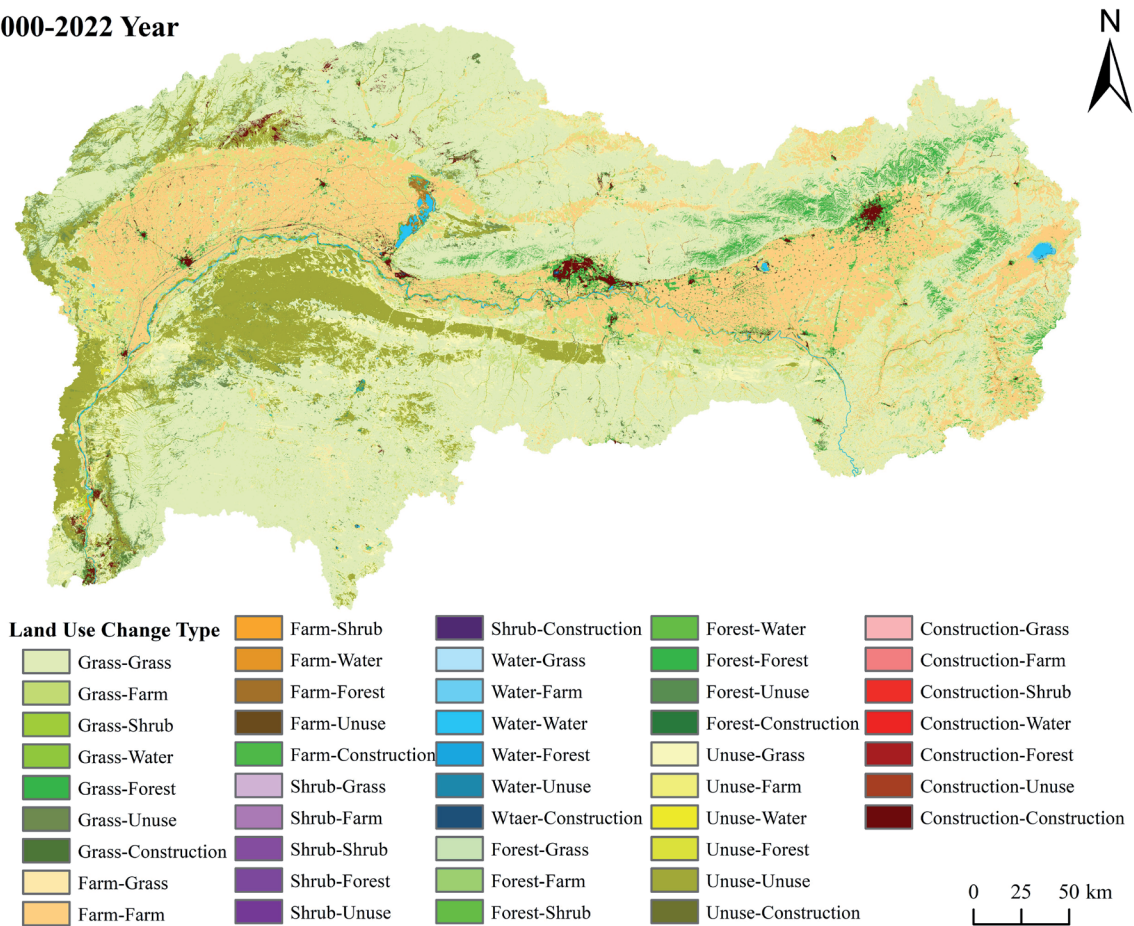 000-2022 Year
N
Land Use Change Type
Grass-Grass
Grass-Farm
Grass-Shrub
Grass-Water
Grass-Forest
Grass-Unuse
Grass-Construction
Farm-Grass
Farm-Farm
Farm-Shrub
Farm-Water
Farm-Forest
Farm-Unuse
Farm-Construction
Shrub-Grass
Shrub-Farm
Shrub-Shrub
Shrub-Forest
Shrub-Unuse
Shrub-Construction
Water-Grass
Water-Farm
Water-Water
Water-Forest
Water-Unuse
Wtaer-Construction
Forest-Grass
Forest-Farm
Forest-Shrub
Forest-Water
Forest-Forest
Forest-Unuse
Forest-Construction
Unuse-Grass
Unuse-Farm
Unuse-Water
Unuse-Forest
Unuse-Unuse
Unuse-Construction
Construction-Grass
Construction-Farm
Construction-Shrub
Construction-Water
Construction-Forest
Construction-Unuse
Construction-Construction
0 25 50 km